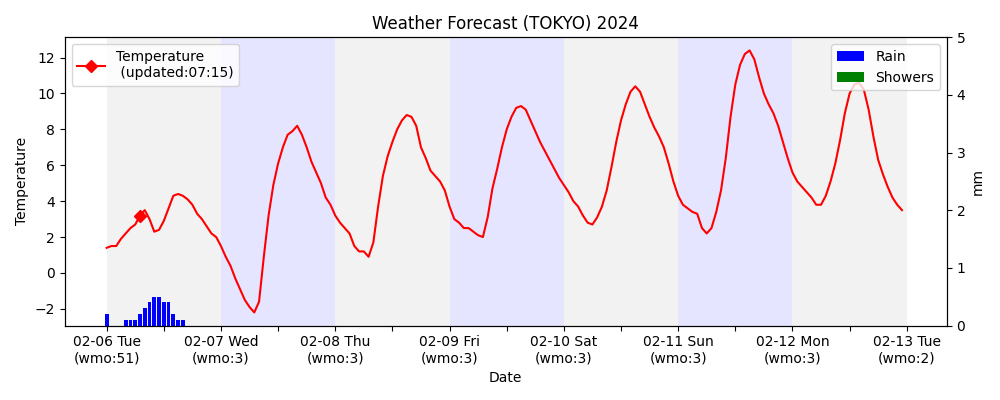 Weather Forecast (TOKYO) 2024
Temperature
(updated:07:15)
Rain
Showers
Temperature
12
10
8
6
4
2
0
−2
5
4
3
2
1
0
mm
02-06 Tue
(wmo:51)
02-07 Wed
(wmo:3)
02-08 Thu
(wmo:3)
02-09 Fri
(wmo:3)
02-10 Sat
(wmo:3)
02-11 Sun
(wmo:3)
02-12 Mon
(wmo:3)
02-13 Tue
(wmo:2)
Date